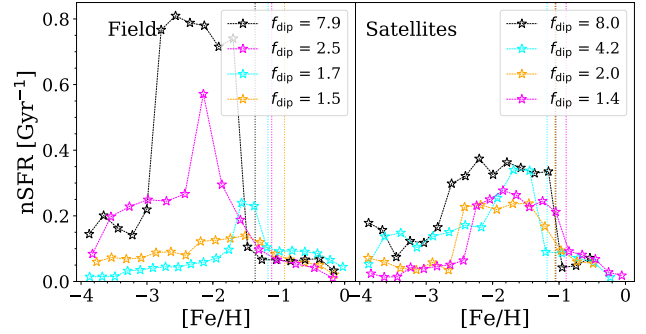 Field
f_dip = 7.9
f_dip = 2.5
f_dip = 1.7
f_dip = 1.5
Satellites
f_dip = 8.0
f_dip = 4.2
f_dip = 2.0
f_dip = 1.4
nSFR [Gyr⁻¹]
0.8
0.6
0.4
0.2
0.0
−4 −3 −2 −1 0
−4 −3 −2 −1 0
[Fe/H] [Fe/H]